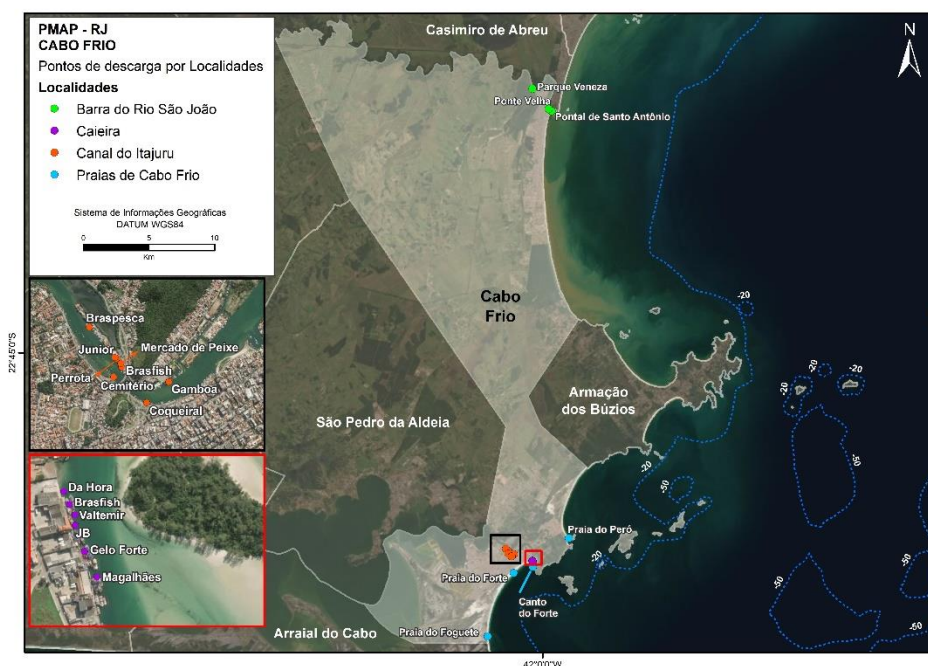 PMAP - RJ
CABO FRIO
Pontos de descarga por Localidades
Localidades
Barra do Rio São João
Caieira
Canal do Itajuru
Praias de Cabo Frio
Sistema de Informações Geográficas
DATUM WGS84
0 5 10
Km
Casimiro de Abreu
N
Parque Veneza
Ponte Velha
Pontal de Santo Antônio
Cabo
Frio
Armação
dos Búzios
São Pedro da Aldeia
Arraial do Cabo
Praia do Peró
Praia do Forte
Canto
do Forte
Praia do Foguete
-20
-20
-20
-20
-50
-20
-50
-20
-50
-50
22°45'0"S
42°0'0"W
Braspesca
Junior
Mercado de Peixe
Brasfish
Perrota
Cemitério
Gamboa
Coqueiral
Da Hora
Brasfish
Valtemir
JB
Gelo Forte
Magalhães